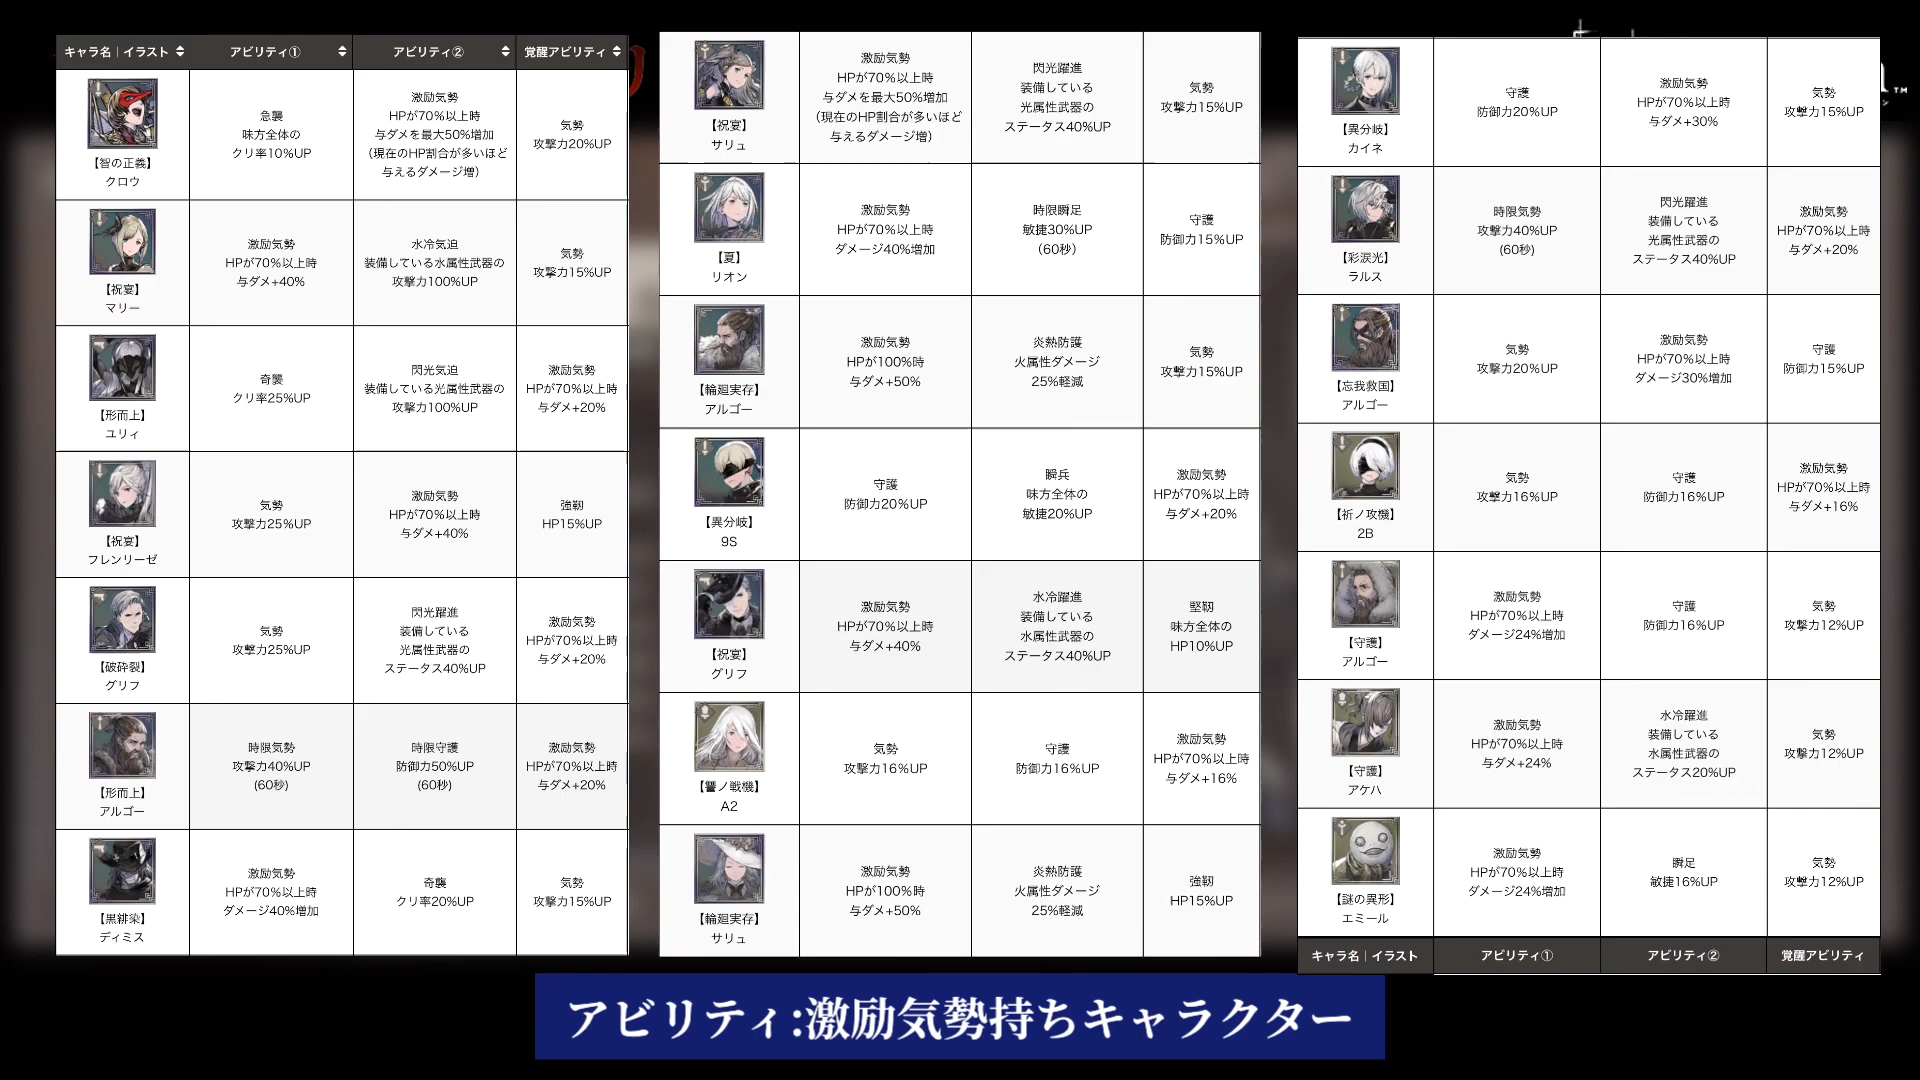 キャラ名｜イラスト アビリティ① アビリティ② 覚醒アビリティ
【智の正義】
クロウ
急襲
味方全体の
クリ率10%UP
激励気勢
HPが70%以上時
与ダメを最大50%増加
（現在のHP割合が多いほど
与えるダメージ増）
気勢
攻撃力20%UP
【祝宴】
マリー
激励気勢
HPが70%以上時
与ダメ+40%
水冷気迫
装備している水属性武器の
攻撃力100%UP
気勢
攻撃力15%UP
【形而上】
ユリィ
奇襲
クリ率25%UP
閃光気迫
装備している光属性武器の
攻撃力100%UP
激励気勢
HPが70%以上時
与ダメ+20%
【祝宴】
フレンリーゼ
気勢
攻撃力25%UP
激励気勢
HPが70%以上時
与ダメ+40%
強靭
HP15%UP
【破砕裂】
グリフ
気勢
攻撃力25%UP
閃光躍進
装備している
光属性武器の
ステータス40%UP
激励気勢
HPが70%以上時
与ダメ+20%
【形而上】
アルゴー
時限気勢
攻撃力40%UP
(60秒)
時限守護
防御力50%UP
(60秒)
激励気勢
HPが70%以上時
与ダメ+20%
【黒緋染】
ディミス
激励気勢
HPが70%以上時
ダメージ40%増加
奇襲
クリ率20%UP
気勢
攻撃力15%UP
【祝宴】
サリュ
激励気勢
HPが70%以上時
与ダメを最大50%増加
（現在のHP割合が多いほど
与えるダメージ増）
閃光躍進
装備している
光属性武器の
ステータス40%UP
気勢
攻撃力15%UP
【夏】
リオン
激励気勢
HPが70%以上時
ダメージ40%増加
時限瞬足
敏捷30%UP
（60秒）
守護
防御力15%UP
【輪廻実存】
アルゴー
激励気勢
HPが100%時
与ダメ+50%
炎熱防護
火属性ダメージ
25%軽減
気勢
攻撃力15%UP
【異分岐】
9S
守護
防御力20%UP
瞬兵
味方全体の
敏捷20%UP
激励気勢
HPが70%以上時
与ダメ+20%
【祝宴】
グリフ
激励気勢
HPが70%以上時
与ダメ+40%
水冷躍進
装備している
水属性武器の
ステータス40%UP
堅靭
味方全体の
HP10%UP
【讐ノ戦機】
A2
気勢
攻撃力16%UP
守護
防御力16%UP
激励気勢
HPが70%以上時
与ダメ+16%
【輪廻実存】
サリュ
激励気勢
HPが100%時
与ダメ+50%
炎熱防護
火属性ダメージ
25%軽減
強靭
HP15%UP
【異分岐】
カイネ
守護
防御力20%UP
激励気勢
HPが70%以上時
与ダメ+30%
気勢
攻撃力15%UP
【彩涙光】
ラルス
時限気勢
攻撃力40%UP
(60秒)
閃光躍進
装備している
光属性武器の
ステータス40%UP
激励気勢
HPが70%以上時
与ダメ+20%
【忘我救国】
アルゴー
気勢
攻撃力20%UP
激励気勢
HPが70%以上時
ダメージ30%増加
守護
防御力15%UP
【祈ノ攻機】
2B
気勢
攻撃力16%UP
守護
防御力16%UP
激励気勢
HPが70%以上時
与ダメ+16%
【守護】
アルゴー
激励気勢
HPが70%以上時
ダメージ24%増加
守護
防御力16%UP
気勢
攻撃力12%UP
【守護】
アケハ
激励気勢
HPが70%以上時
与ダメ+24%
水冷躍進
装備している
水属性武器の
ステータス20%UP
気勢
攻撃力12%UP
【謎の異形】
エミール
激励気勢
HPが70%以上時
ダメージ24%増加
瞬足
敏捷16%UP
気勢
攻撃力12%UP
キャラ名｜イラスト アビリティ① アビリティ② 覚醒アビリティ
アビリティ:激励気勢持ちキャラクター